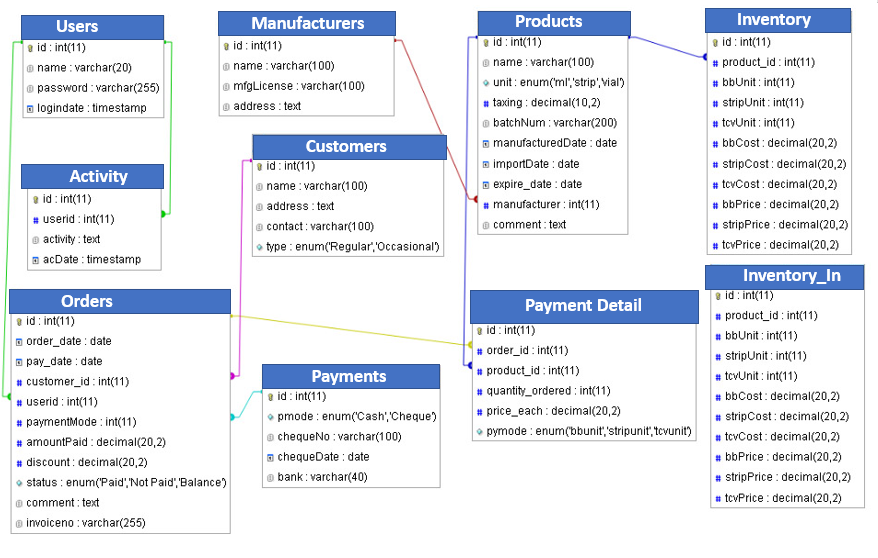 Users
id : int(11)
name : varchar(20)
password : varchar(255)
logindate : timestamp
Manufacturers
id : int(11)
name : varchar(100)
mfgLicense : varchar(100)
address : text
Products
id : int(11)
name : varchar(100)
unit : enum('ml','strip','vial')
taxing : decimal(10,2)
batchNum : varchar(200)
manufacturedDate : date
importDate : date
expire_date : date
manufacturer : int(11)
comment : text
Inventory
id : int(11)
product_id : int(11)
bbUnit : int(11)
stripUnit : int(11)
tcvUnit : int(11)
bbCost : decimal(20,2)
stripCost : decimal(20,2)
tcvCost : decimal(20,2)
bbPrice : decimal(20,2)
stripPrice : decimal(20,2)
tcvPrice : decimal(20,2)
Customers
id : int(11)
name : varchar(100)
address : text
contact : varchar(100)
type : enum('Regular','Occasional')
Activity
id : int(11)
userid : int(11)
activity : text
acDate : timestamp
Orders
id : int(11)
order_date : date
pay_date : date
customer_id : int(11)
userid : int(11)
paymentMode : int(11)
amountPaid : decimal(20,2)
discount : decimal(20,2)
status : enum('Paid','Not Paid','Balance')
comment : text
invoiceno : varchar(255)
Payments
id : int(11)
pmode : enum('Cash','Cheque')
chequeNo : varchar(100)
chequeDate : date
bank : varchar(40)
Payment Detail
id : int(11)
order_id : int(11)
product_id : int(11)
quantity_ordered : int(11)
price_each : decimal(20,2)
pymode : enum('bbunit','stripunit','tcvunit')
Inventory_In
id : int(11)
product_id : int(11)
bbUnit : int(11)
stripUnit : int(11)
tcvUnit : int(11)
bbCost : decimal(20,2)
stripCost : decimal(20,2)
tcvCost : decimal(20,2)
bbPrice : decimal(20,2)
stripPrice : decimal(20,2)
tcvPrice : decimal(20,2)